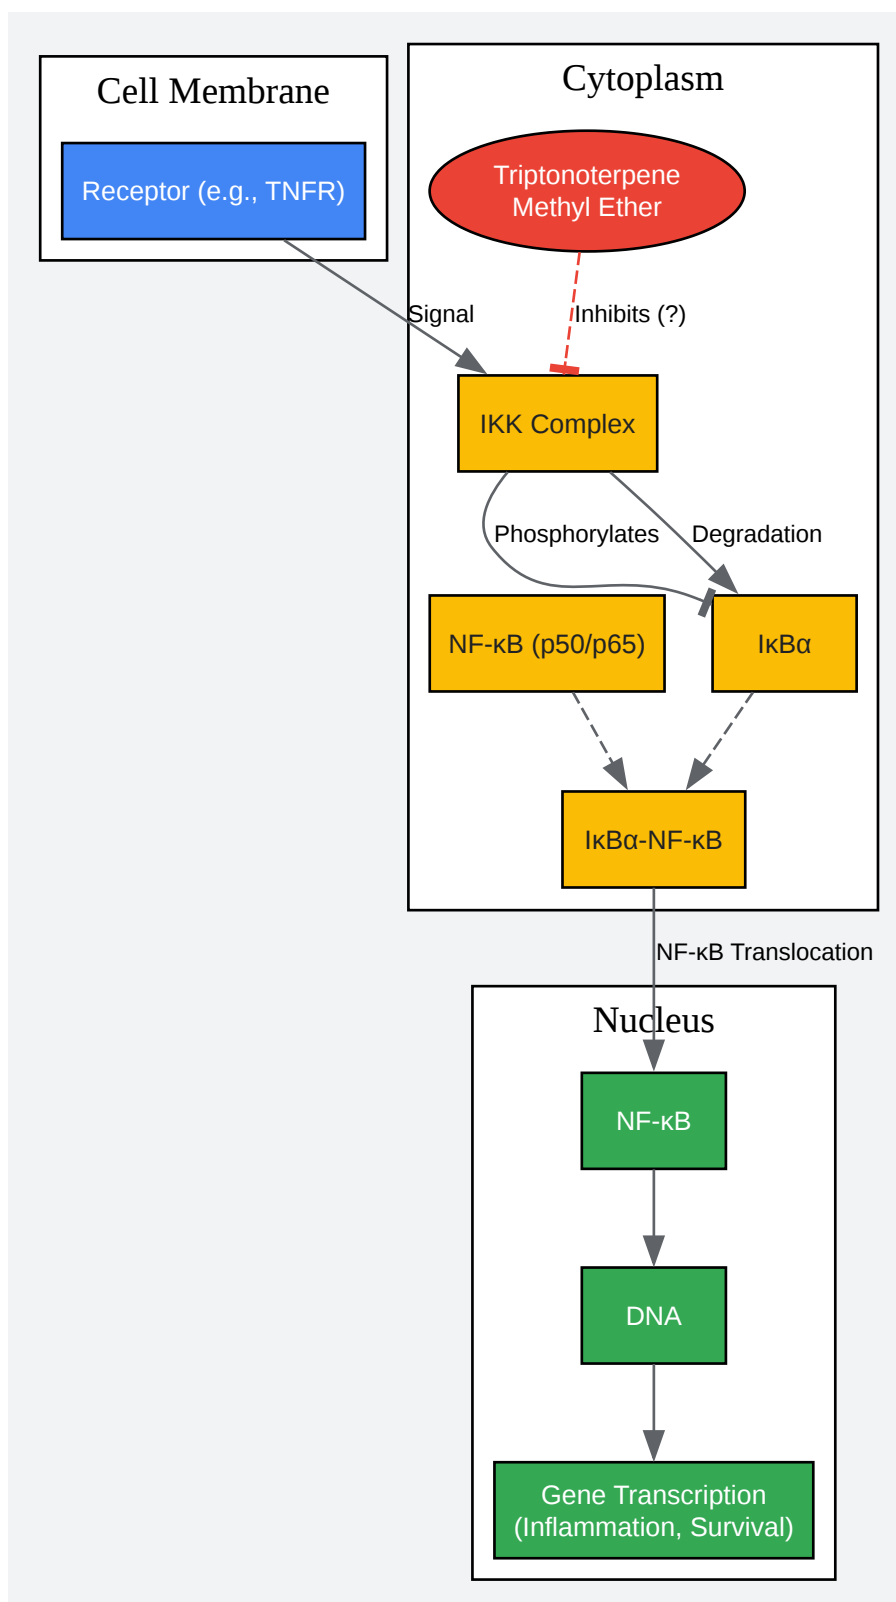 Cell Membrane
Receptor (e.g., TNFR)
Cytoplasm
Triptonoterpene
Methyl Ether
Signal
Inhibits (?)
IKK Complex
Phosphorylates
Degradation
NF-κB (p50/p65)
IκBα
IκBα-NF-κB
NF-κB Translocation
Nucleus
NF-κB
DNA
Gene Transcription
(Inflammation, Survival)